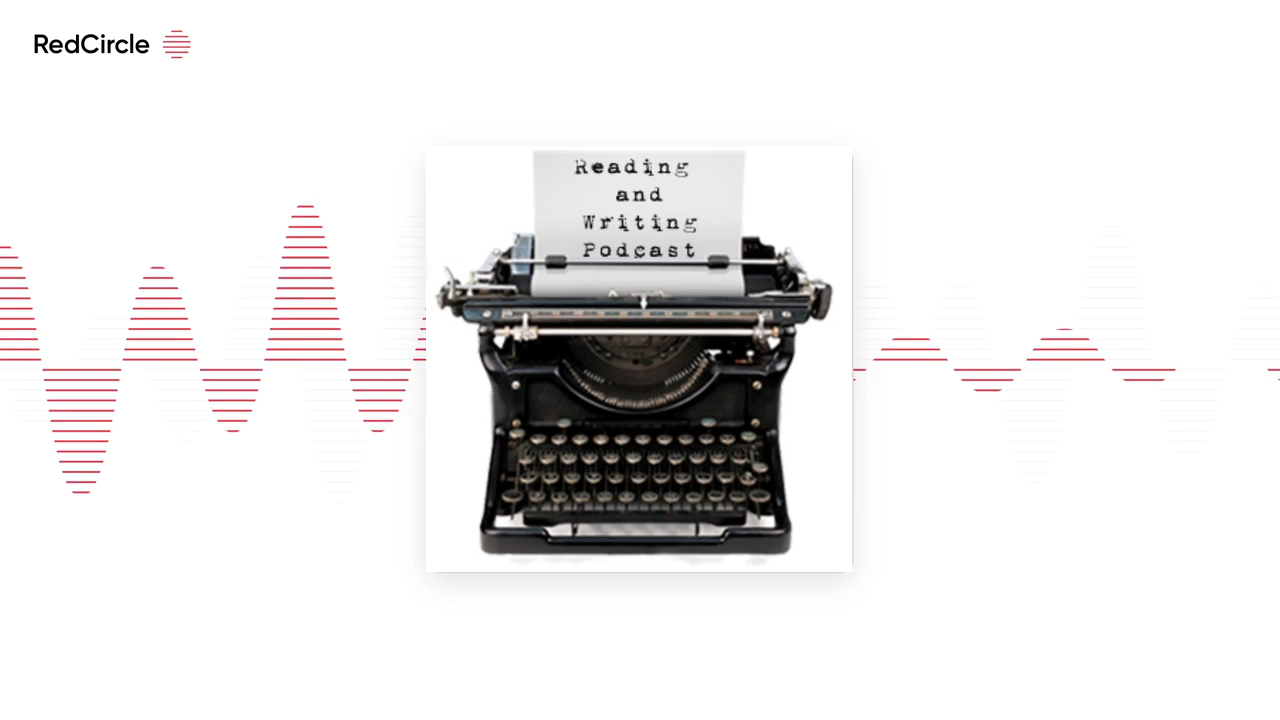 RedCircle
Reading
and
Writing
Podcast